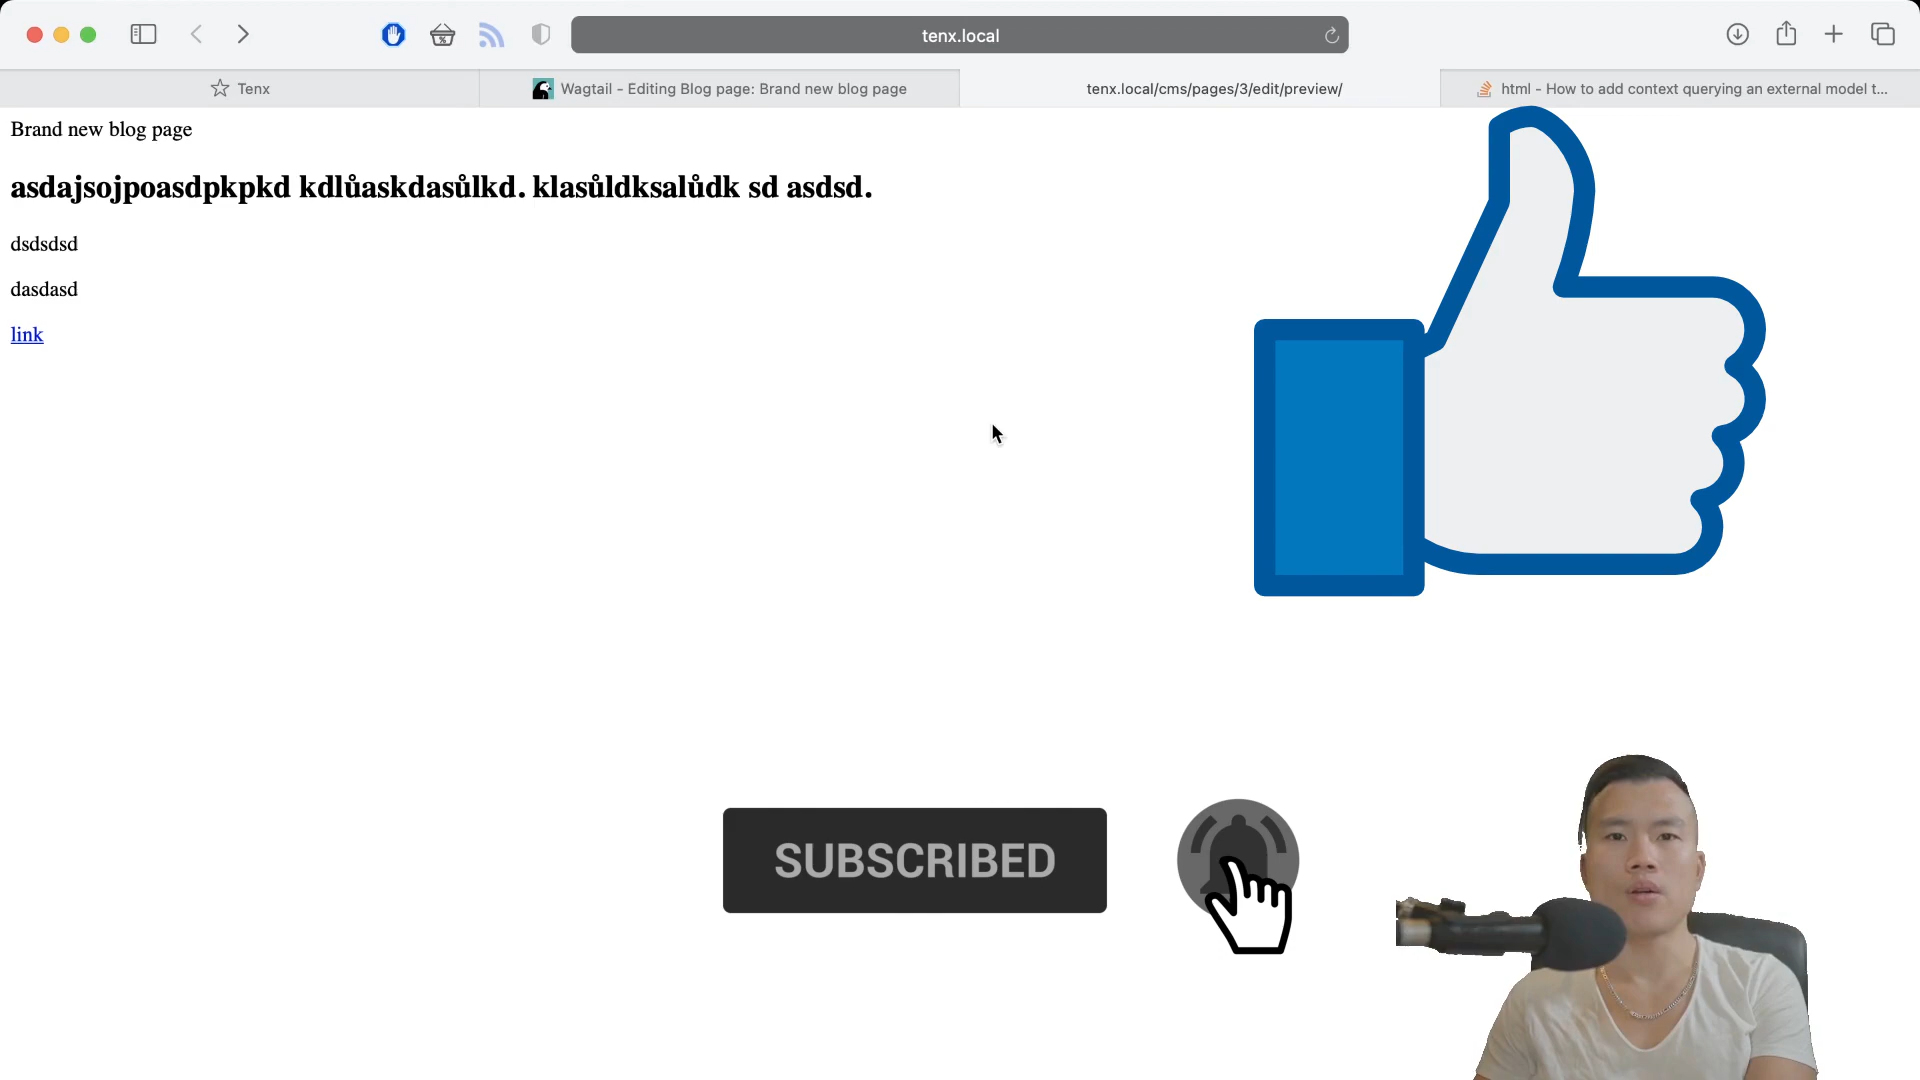 tenx.local
Tenx
Wagtail - Editing Blog page: Brand new blog page
tenx.local/cms/pages/3/edit/preview/
html - How to add context querying an external model t...
Brand new blog page
asdajsojpoasdpkpkd kdlůaskdasůlkd. klasůldksalůdk sd asdsd.
dsdsdsd
dasdasd
link
SUBSCRIBED